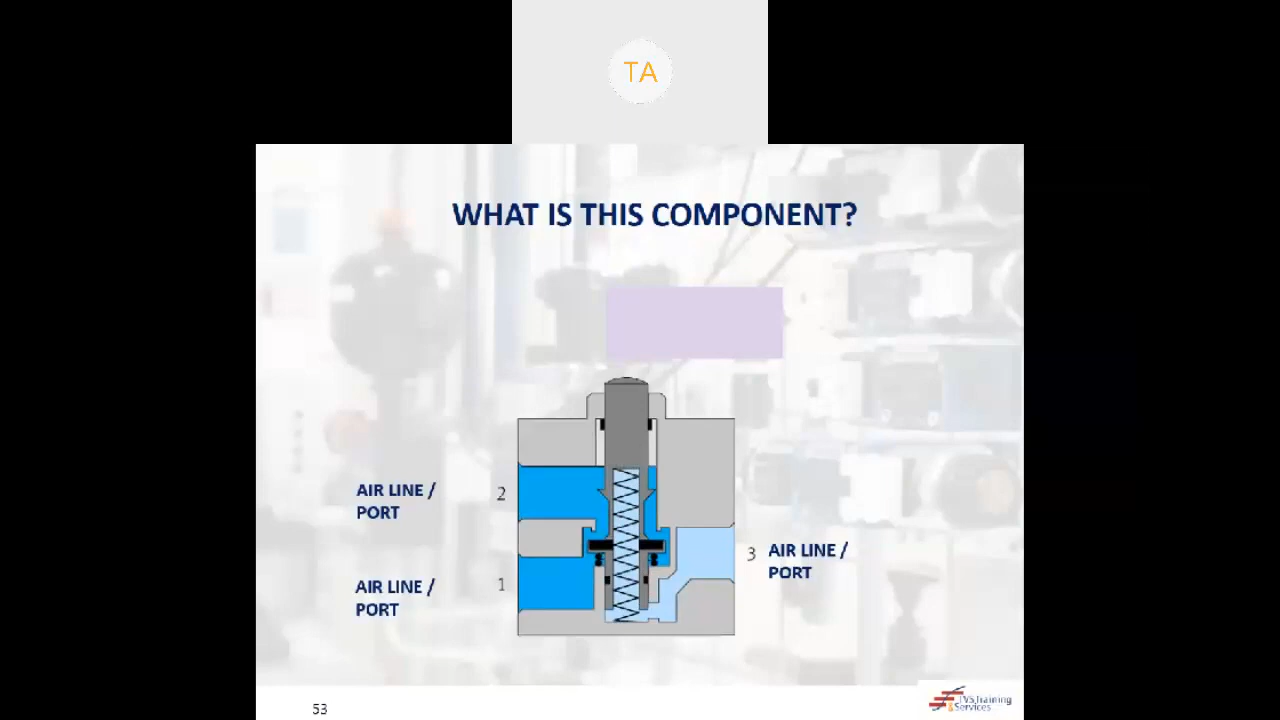 TA
WHAT IS THIS COMPONENT?
AIR LINE /
PORT
2
AIR LINE /
PORT
1
3
AIR LINE /
PORT
53
TVS Training
& Services